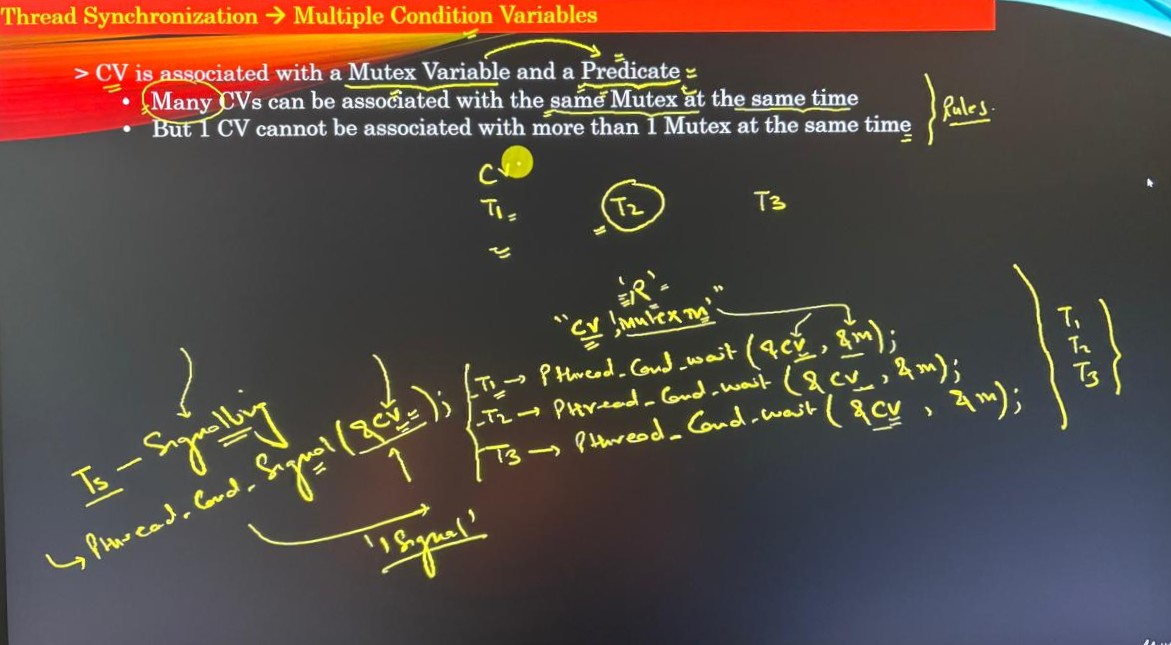 Thread Synchronization → Multiple Condition Variables
> CV is associated with a Mutex Variable and a Predicate
• Many CVs can be associated with the same Mutex at the same time
• But 1 CV cannot be associated with more than 1 Mutex at the same time
Rules.
CV
T1 T2 T3
'R'
"CV, Mutex m"
T1 → Pthread_Cond_wait (&CV, &m);
T2 → Pthread_Cond_wait (&CV, &m);
T3 → Pthread_Cond_wait (&CV, &m);
T1
T2
T3
Ts – Signalling
↳ Pthread_Cond_Signal (&CV);
'1 Signal'